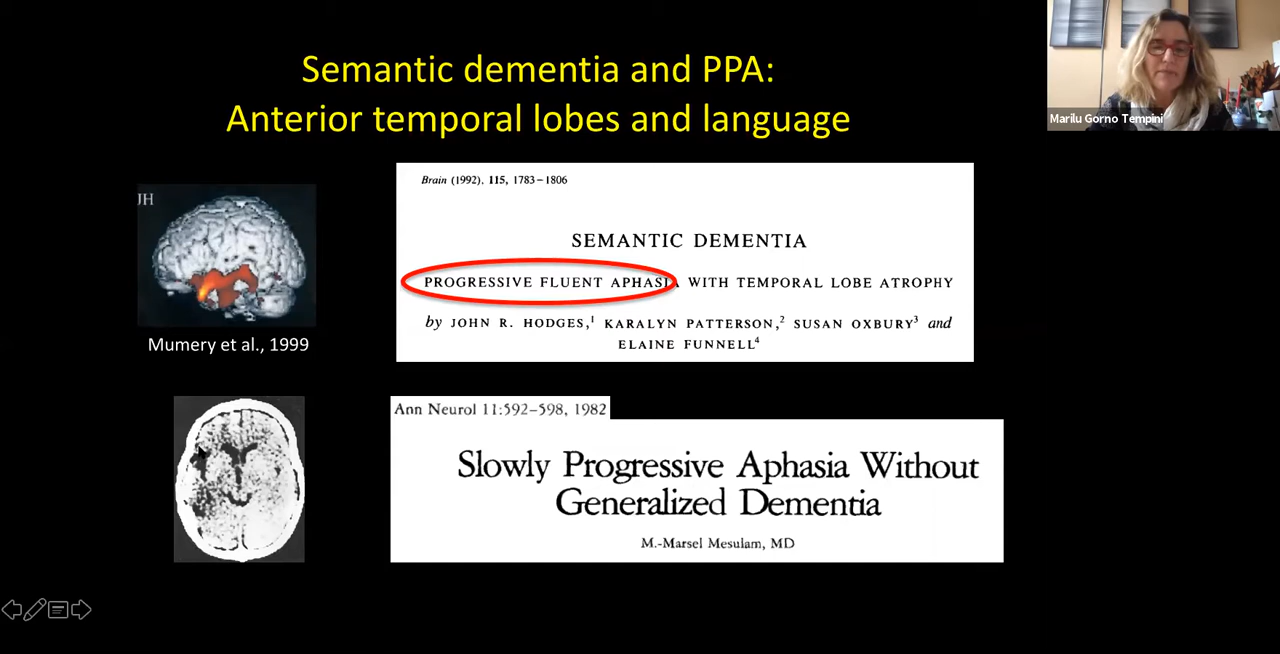 Semantic dementia and PPA:
Anterior temporal lobes and language
Marilu Gorno Tempini
JH
Mumery et al., 1999
Brain (1992), 115, 1783–1806
SEMANTIC DEMENTIA
PROGRESSIVE FLUENT APHASIA WITH TEMPORAL LOBE ATROPHY
by JOHN R. HODGES,¹ KARALYN PATTERSON,² SUSAN OXBURY³ and
ELAINE FUNNELL⁴
Ann Neurol 11:592–598, 1982
Slowly Progressive Aphasia Without
Generalized Dementia
M.-Marsel Mesulam, MD